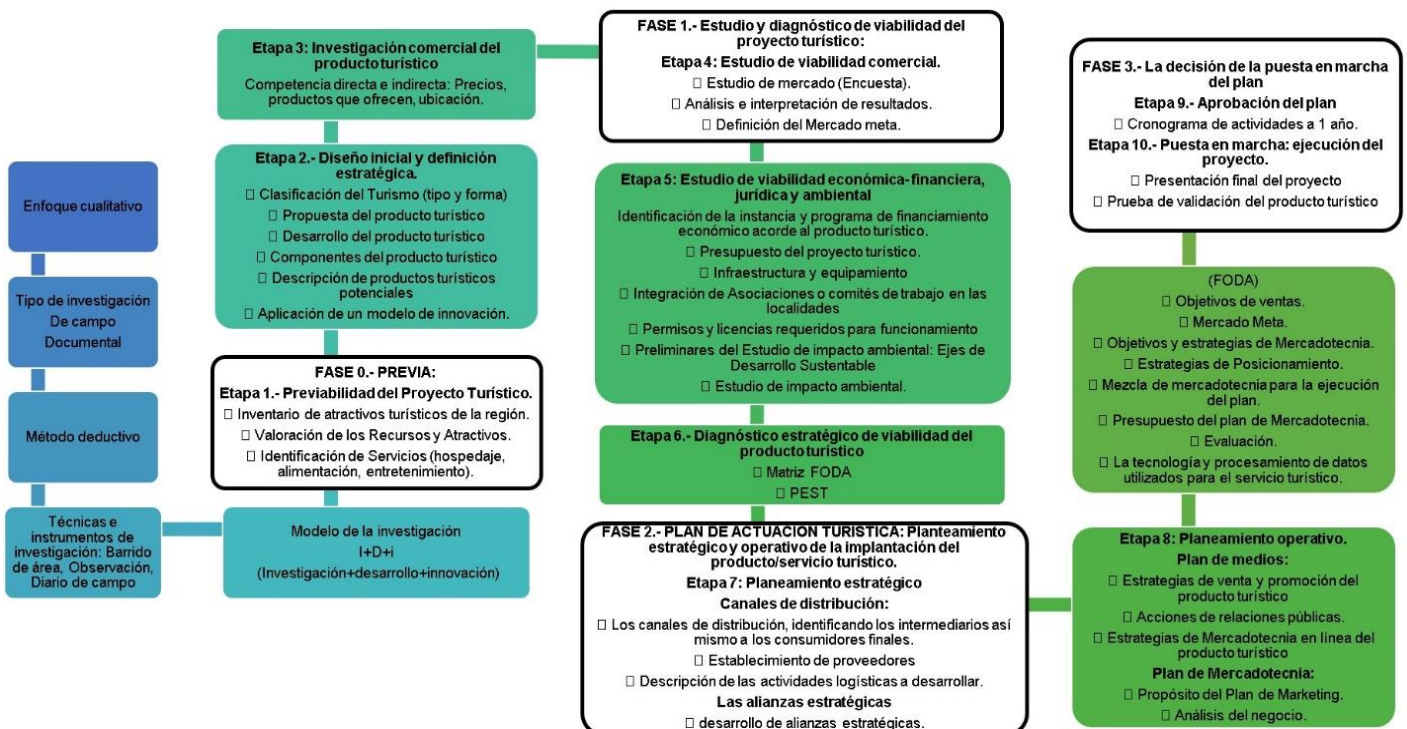 Enfoque cualitativo
Tipo de investigación
De campo
Documental
Método deductivo
Técnicas e
instrumentos de
investigación: Barrido
de área, Observación,
Diario de campo
Modelo de la investigación
I+D+i
(Investigación+desarrollo+innovación)
FASE 0.- PREVIA:
Etapa 1.- Previabilidad del Proyecto Turístico.
Inventario de atractivos turísticos de la región.
Valoración de los Recursos y Atractivos.
Identificación de Servicios (hospedaje,
alimentación, entretenimiento).
Etapa 2.- Diseño inicial y definición
estratégica.
Clasificación del Turismo (tipo y forma)
Propuesta del producto turístico
Desarrollo del producto turístico
Componentes del producto turístico
Descripción de productos turísticos
potenciales
Aplicación de un modelo de innovación.
Etapa 3: Investigación comercial del
producto turístico
Competencia directa e indirecta: Precios,
productos que ofrecen, ubicación.
FASE 1.- Estudio y diagnóstico de viabilidad del
proyecto turístico:
Etapa 4: Estudio de viabilidad comercial.
Estudio de mercado (Encuesta).
Análisis e interpretación de resultados.
Definición del Mercado meta.
Etapa 5: Estudio de viabilidad económica-financiera,
jurídica y ambiental
Identificación de la instancia y programa de financiamiento
económico acorde al producto turístico.
Presupuesto del proyecto turístico.
Infraestructura y equipamiento
Integración de Asociaciones o comités de trabajo en las
localidades
Permisos y licencias requeridos para funcionamiento
Preliminares del Estudio de impacto ambiental: Ejes de
Desarrollo Sustentable
Estudio de impacto ambiental.
Etapa 6.- Diagnóstico estratégico de viabilidad del
producto turístico
Matriz FODA
PEST
FASE 2.- PLAN DE ACTUACION TURISTICA: Planteamiento
estratégico y operativo de la implantación del
producto/servicio turístico.
Etapa 7: Planeamiento estratégico
Canales de distribución:
Los canales de distribución, identificando los intermediarios así
mismo a los consumidores finales.
Establecimiento de proveedores
Descripción de las actividades logísticas a desarrollar.
Las alianzas estratégicas
desarrollo de alianzas estratégicas.
Etapa 8: Planeamiento operativo.
Plan de medios:
Estrategias de venta y promoción del
producto turístico
Acciones de relaciones públicas.
Estrategias de Mercadotecnia en línea del
producto turístico
Plan de Mercadotecnia:
Propósito del Plan de Marketing.
Análisis del negocio.
(FODA)
Objetivos de ventas.
Mercado Meta.
Objetivos y estrategias de Mercadotecnia.
Estrategias de Posicionamiento.
Mezcla de mercadotecnia para la ejecución
del plan.
Presupuesto del plan de Mercadotecnia.
Evaluación.
La tecnología y procesamiento de datos
utilizados para el servicio turístico.
FASE 3.- La decisión de la puesta en marcha
del plan
Etapa 9.- Aprobación del plan
Cronograma de actividades a 1 año.
Etapa 10.- Puesta en marcha: ejecución del
proyecto.
Presentación final del proyecto
Prueba de validación del producto turístico